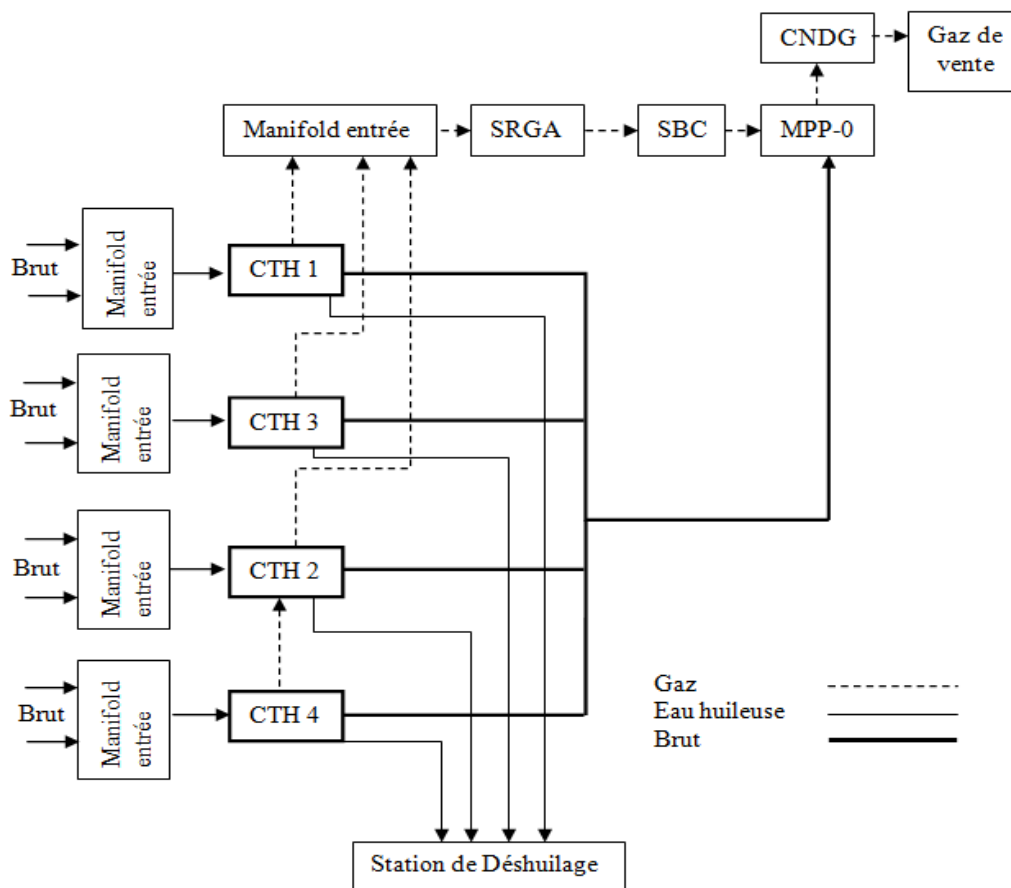 CNDG
Gaz de
vente
Manifold entrée
SRGA
SBC
MPP-0
Brut
Manifold
entrée
CTH 1
Brut
Manifold
entrée
CTH 3
Brut
Manifold
entrée
CTH 2
Brut
Manifold
entrée
CTH 4
Gaz
Eau huileuse
Brut
Station de Déshuilage